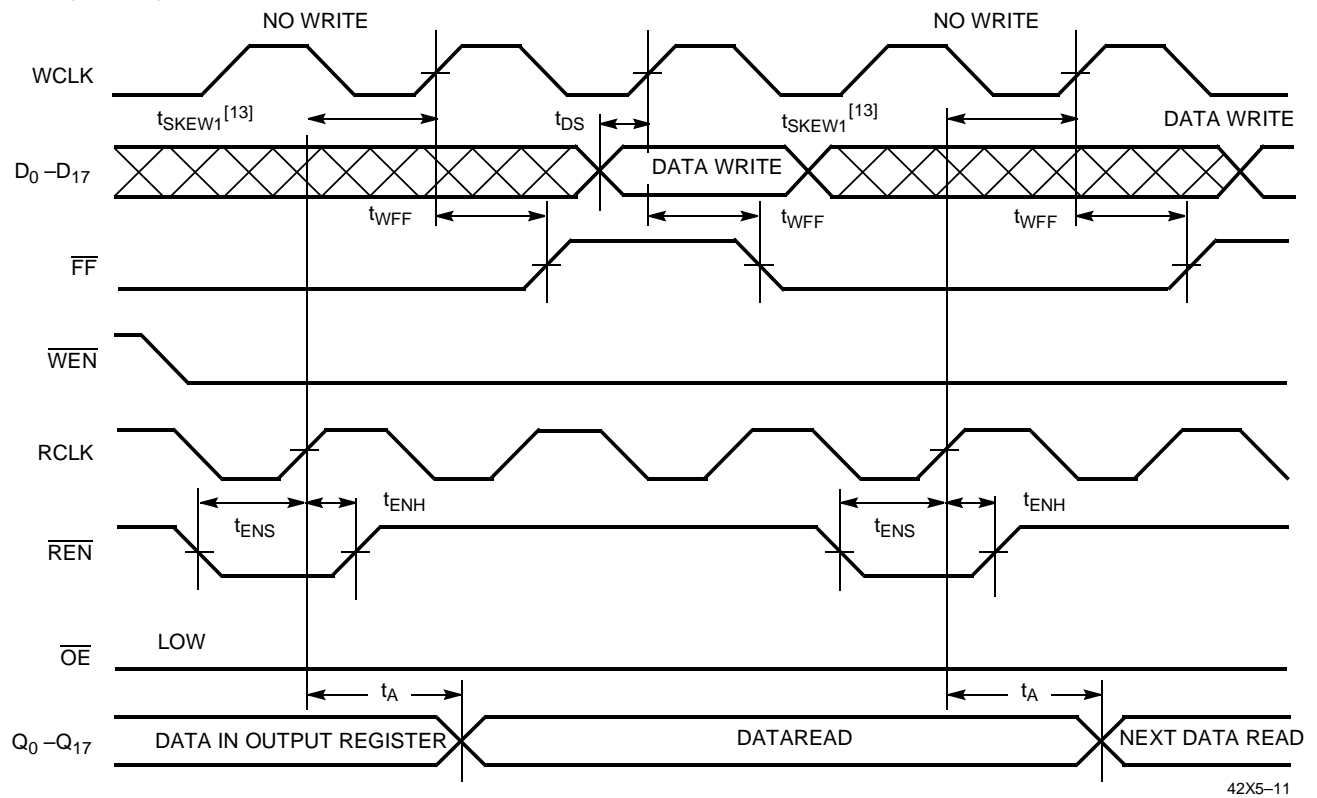 NO WRITE NO WRITE
WCLK
tSKEW1[13] tDS tSKEW1[13] DATA WRITE
D0 –D17 DATA WRITE
tWFF tWFF tWFF
FF
WEN
RCLK
tENS tENH tENS tENH
REN
LOW
OE
tA tA
Q0 –Q17 DATA IN OUTPUT REGISTER DATAREAD NEXT DATA READ
42X5–11